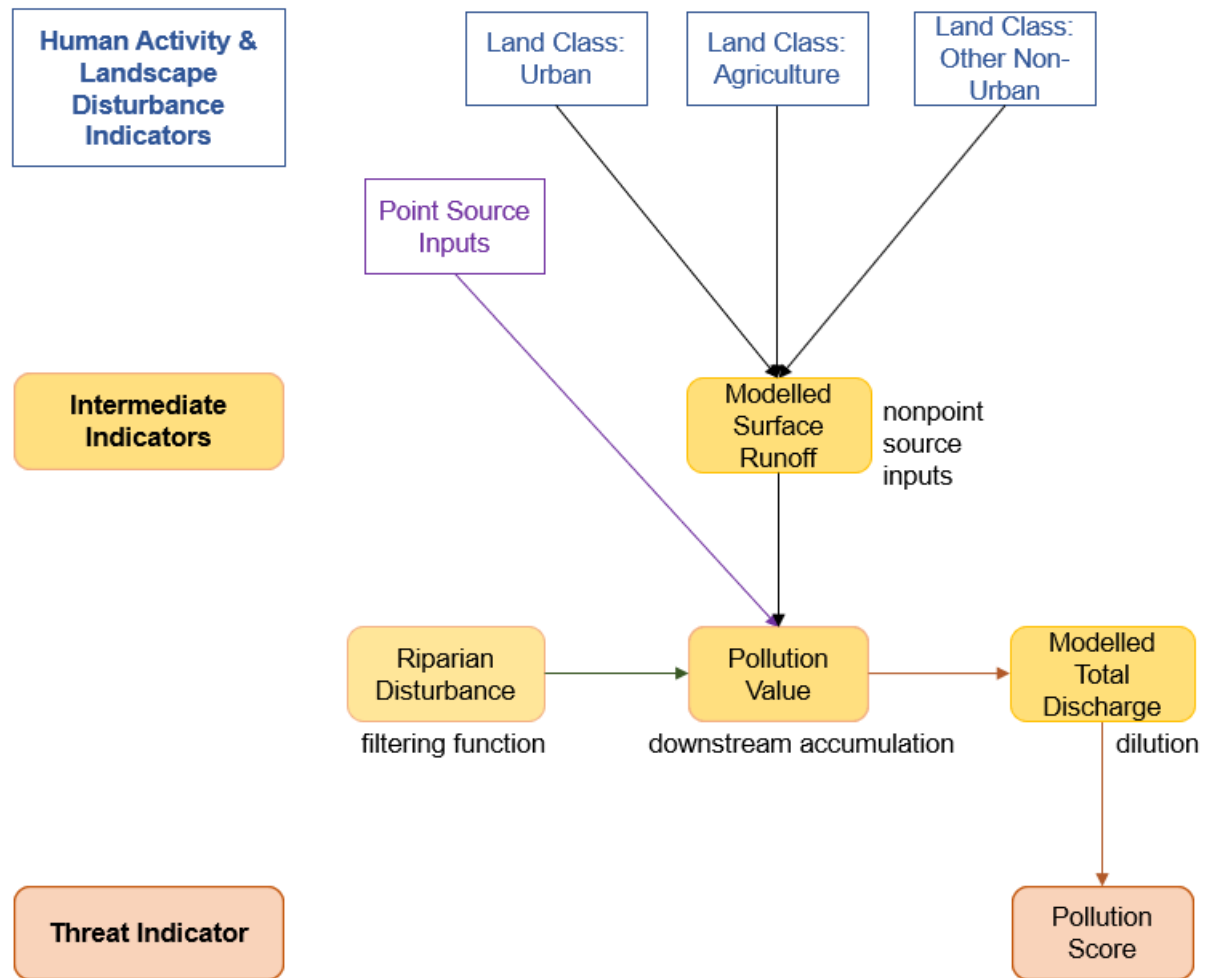 Human Activity &
Landscape
Disturbance
Indicators
Land Class:
Urban
Land Class:
Agriculture
Land Class:
Other Non-
Urban
Point Source
Inputs
Intermediate
Indicators
Modelled
Surface
Runoff
nonpoint
source
inputs
Riparian
Disturbance
filtering function
Pollution
Value
downstream accumulation
Modelled
Total
Discharge
dilution
Threat Indicator
Pollution
Score